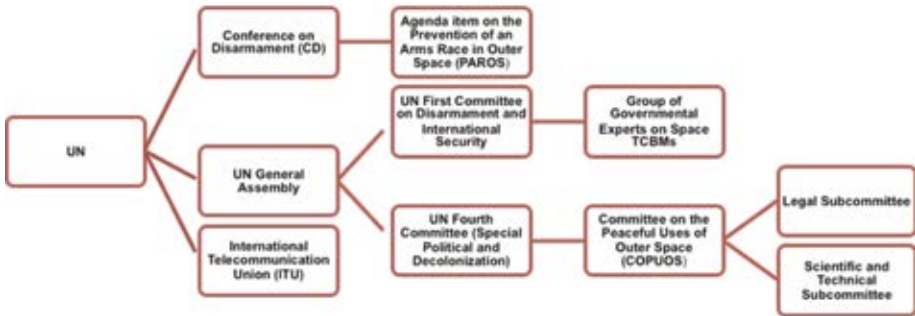 UN
Conference on
Disarmament (CD)
Agenda item on the
Prevention of an
Arms Race in Outer
Space (PAROS)
UN General
Assembly
UN First Committee
on Disarmament and
International
Security
Group of
Governmental
Experts on Space
TCBMs
UN Fourth
Committee (Special
Political and
Decolonization)
Committee on the
Peaceful Uses of
Outer Space
(COPUOS)
Legal Subcommittee
Scientific and
Technical
Subcommittee
International
Telecommunication
Union (ITU)